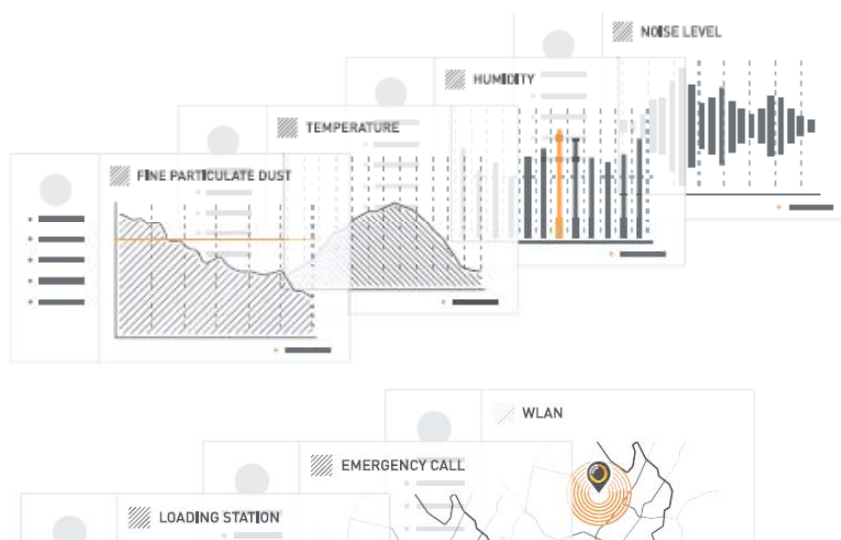 NOISE LEVEL
HUMIDITY
TEMPERATURE
FINE PARTICULATE DUST
WLAN
EMERGENCY CALL
LOADING STATION